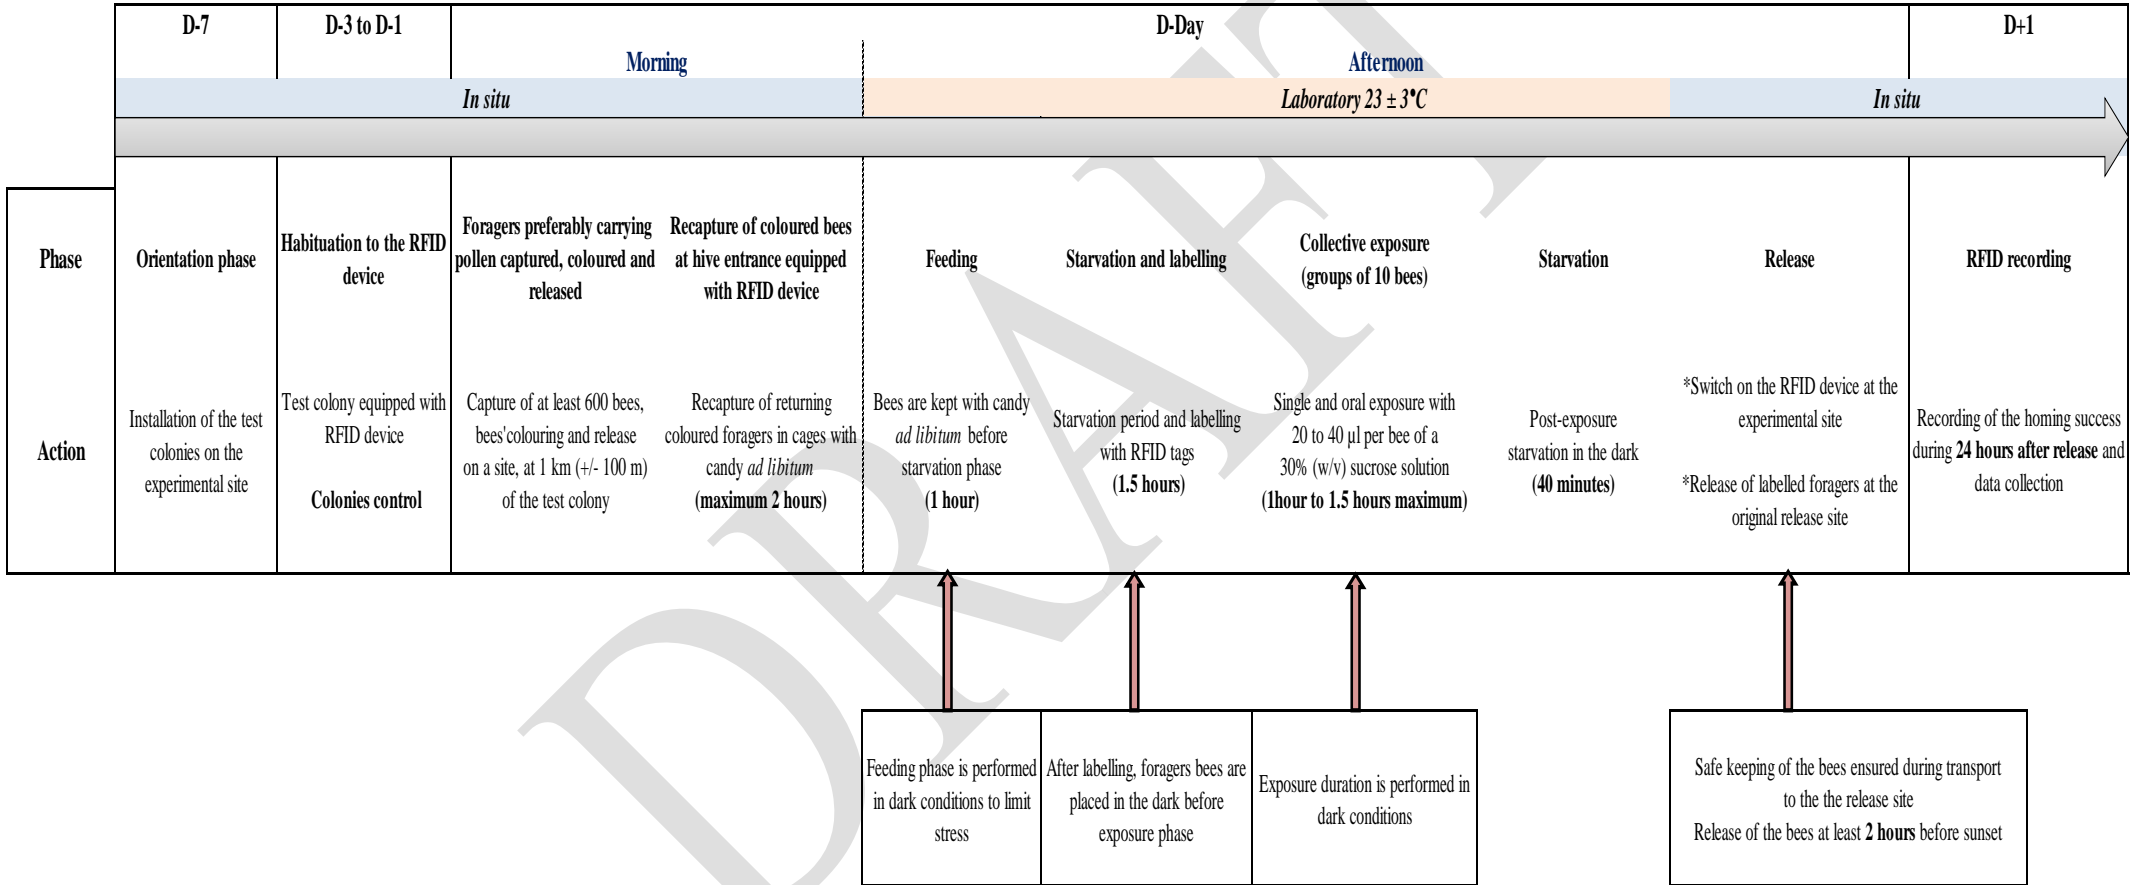 D-7
D-3 to D-1
D-Day
D+1
Morning
Afternoon
In situ
Laboratory 23 ± 3°C
In situ
Phase
Orientation phase
Habituation to the RFID
device
Foragers preferably carrying
pollen captured, coloured and
released
Recapture of coloured bees
at hive entrance equipped
with RFID device
Feeding
Starvation and labelling
Collective exposure
(groups of 10 bees)
Starvation
Release
RFID recording
Action
Installation of the test
colonies on the
experimental site
Test colony equipped with
RFID device
Colonies control
Capture of at least 600 bees,
bees'colouring and release
on a site, at 1 km (+/- 100 m)
of the test colony
Recapture of returning
coloured foragers in cages with
candy ad libitum
(maximum 2 hours)
Bees are kept with candy
ad libitum before
starvation phase
(1 hour)
Starvation period and labelling
with RFID tags
(1.5 hours)
Single and oral exposure with
20 to 40 µl per bee of a
30% (w/v) sucrose solution
(1hour to 1.5 hours maximum)
Post-exposure
starvation in the dark
(40 minutes)
*Switch on the RFID device at the
experimental site
*Release of labelled foragers at the
original release site
Recording of the homing success
during 24 hours after release and
data collection
Feeding phase is performed
in dark conditions to limit
stress
After labelling, foragers bees are
placed in the dark before
exposure phase
Exposure duration is performed in
dark conditions
Safe keeping of the bees ensured during transport
to the the release site
Release of the bees at least 2 hours before sunset
DRAFT